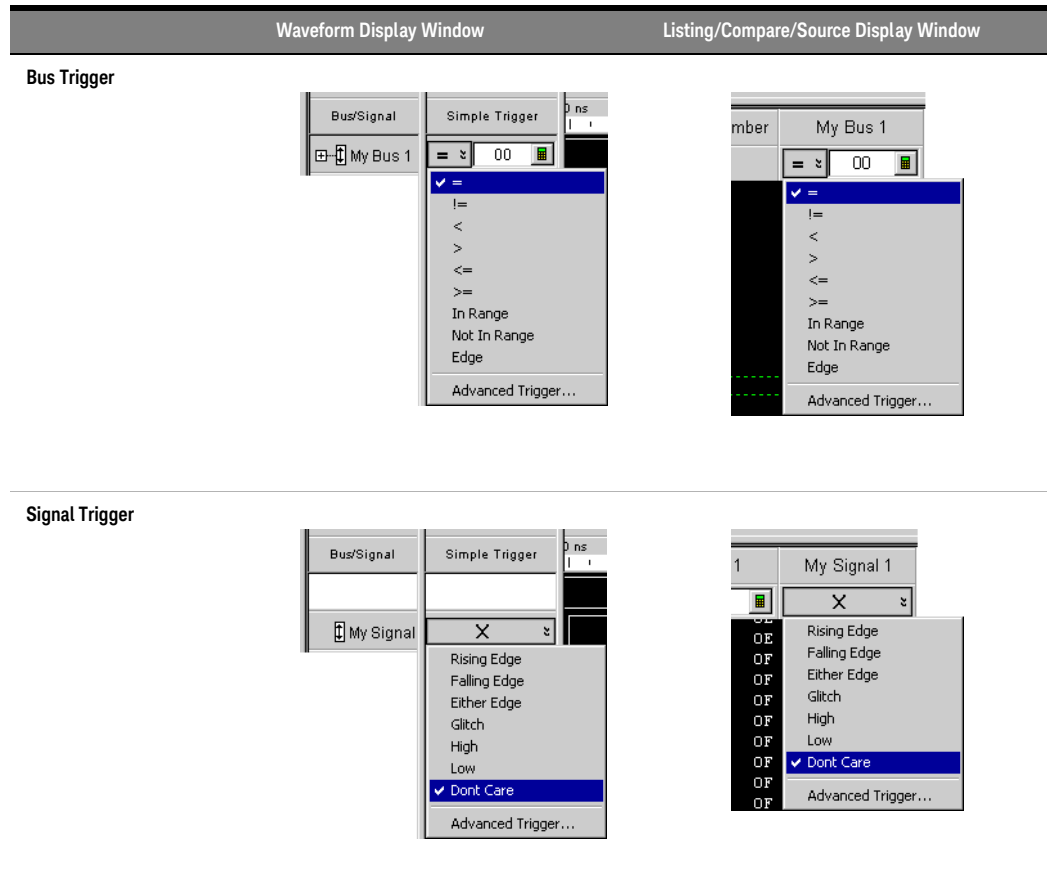 Waveform Display Window
Listing/Compare/Source Display Window
Bus Trigger
Bus/Signal
Simple Trigger
0 ns
My Bus 1
= 00
=
!=
<
>
<=
>=
In Range
Not In Range
Edge
Advanced Trigger...
mber
My Bus 1
= 00
=
!=
<
>
<=
>=
In Range
Not In Range
Edge
Advanced Trigger...
Signal Trigger
Bus/Signal
Simple Trigger
0 ns
My Signal
X
Rising Edge
Falling Edge
Either Edge
Glitch
High
Low
Dont Care
Advanced Trigger...
1
My Signal 1
X
0E
0F
0F
0F
0F
0F
0F
0F
0F
Rising Edge
Falling Edge
Either Edge
Glitch
High
Low
Dont Care
Advanced Trigger...